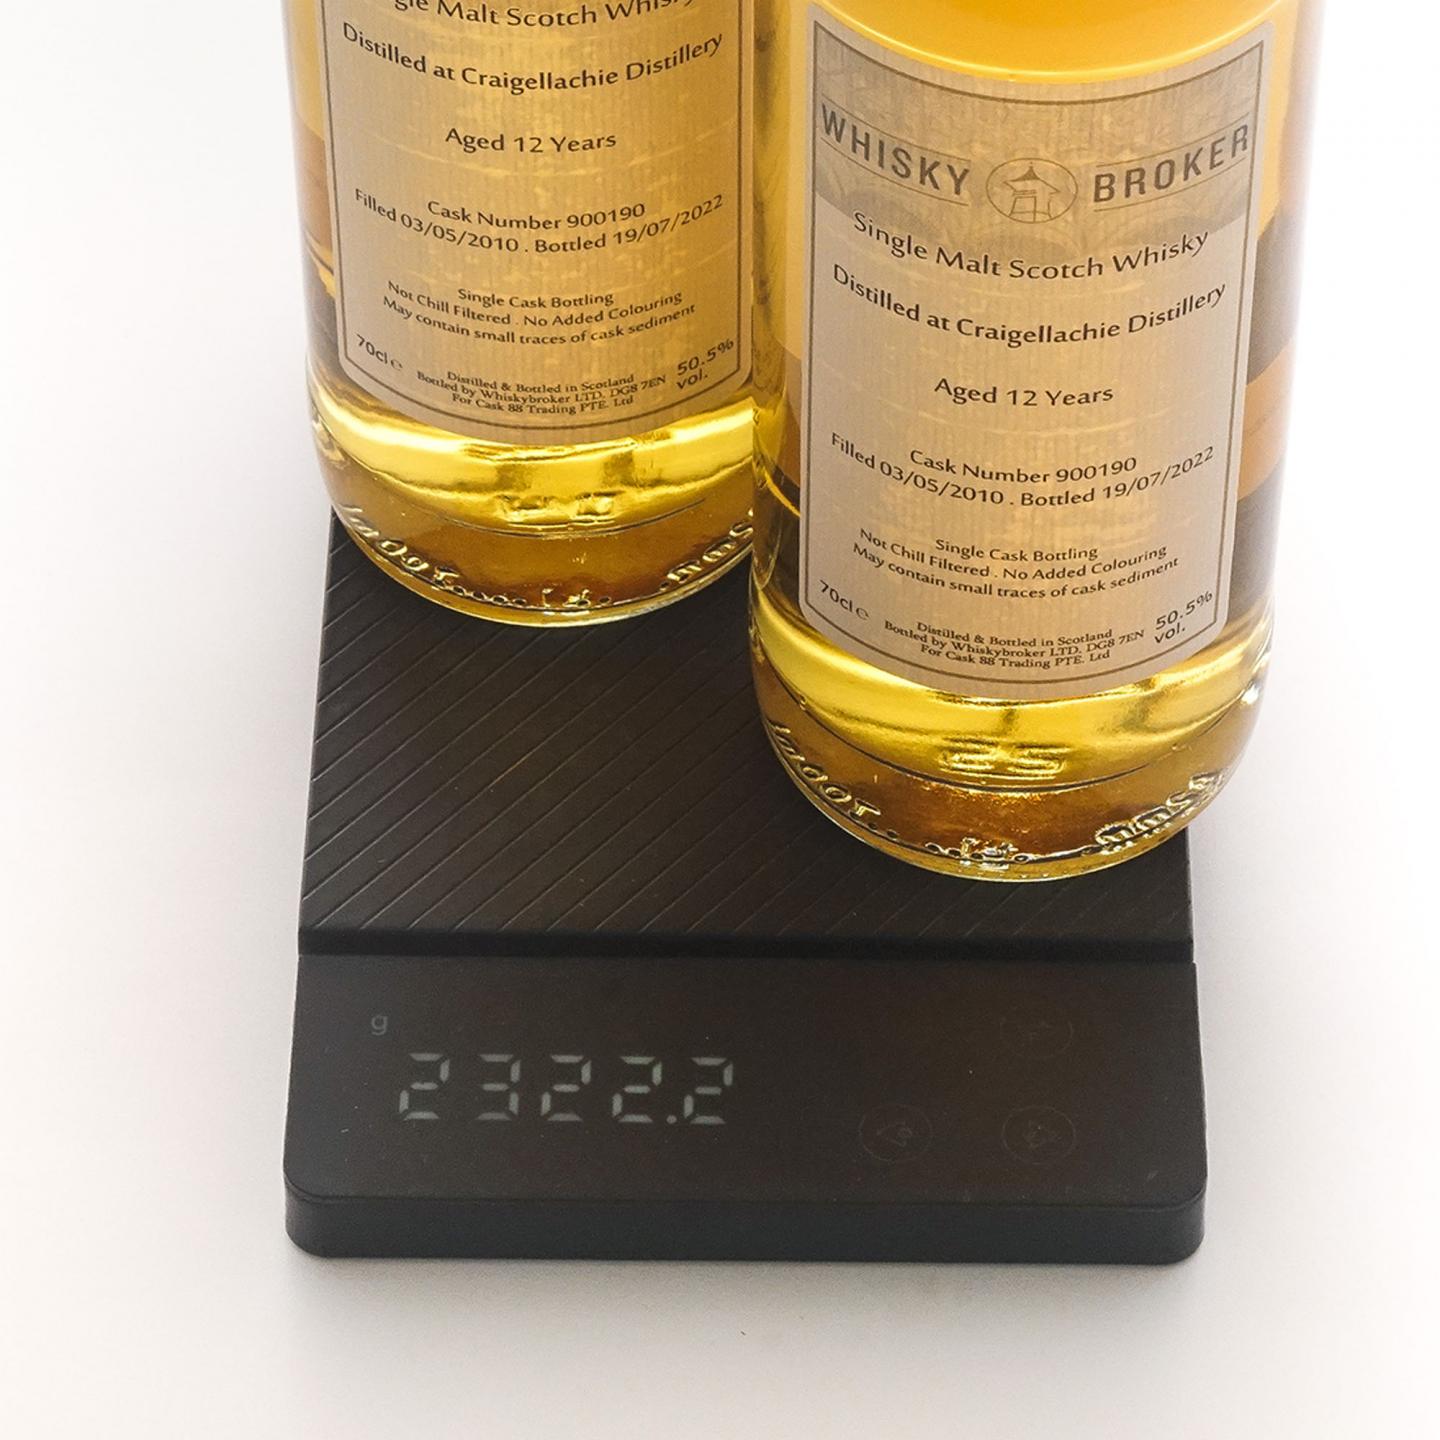 Single Malt Scotch Whisky
Distilled at Craigellachie Distillery
Aged 12 Years
Cask Number 900190
Filled 03/05/2010 . Bottled 19/07/2022
Single Cask Bottling
Not Chill Filtered . No Added Colouring
May contain small traces of cask sediment
70cl e
50.5%
vol.
Distilled & Bottled in Scotland
Bottled by Whiskybroker LTD. DG8 7EN
For Cask 88 Trading PTE. Ltd
WHISKY BROKER
Single Malt Scotch Whisky
Distilled at Craigellachie Distillery
Aged 12 Years
Cask Number 900190
Filled 03/05/2010 . Bottled 19/07/2022
Single Cask Bottling
Not Chill Filtered . No Added Colouring
May contain small traces of cask sediment
70cl e
50.5%
vol.
Distilled & Bottled in Scotland
Bottled by Whiskybroker LTD. DG8 7EN
For Cask 88 Trading PTE. Ltd
g
2322.2